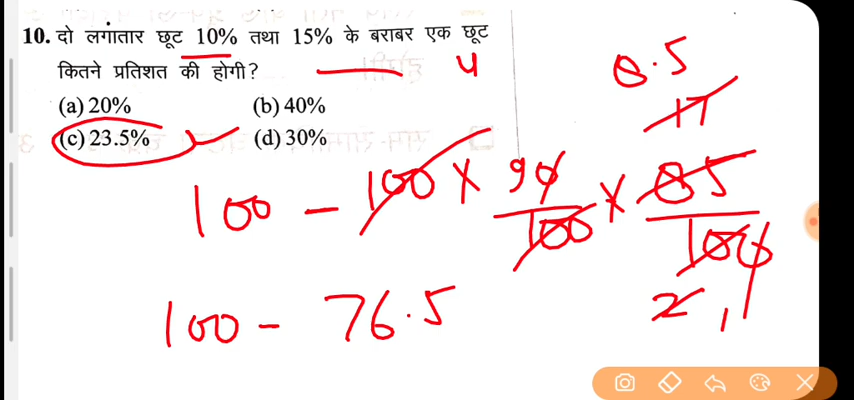 10. दो लगातार छूट 10% तथा 15% के बराबर एक छूट
कितने प्रतिशत की होगी?
(a) 20% (b) 40%
(c) 23.5% (d) 30%
8.5
17
100 - 100 × 90/100 × 85/100
2, 1
100 - 76.5